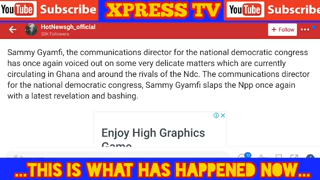 YouTube Subscribe XPRESS TV YouTube Subscribe
HotNewsgh_official
Followers
Sammy Gyamfi, the communications director for the national democratic congress
has once again voiced out on some very delicate matters which are currently
circulating in Ghana and around the rivals of the Ndc. The communications director
for the national democratic congress, Sammy Gyamfi slaps the Npp once again
with a latest revelation and bashing.
Enjoy High Graphics
Game
...THIS IS WHAT HAS HAPPENED NOW...